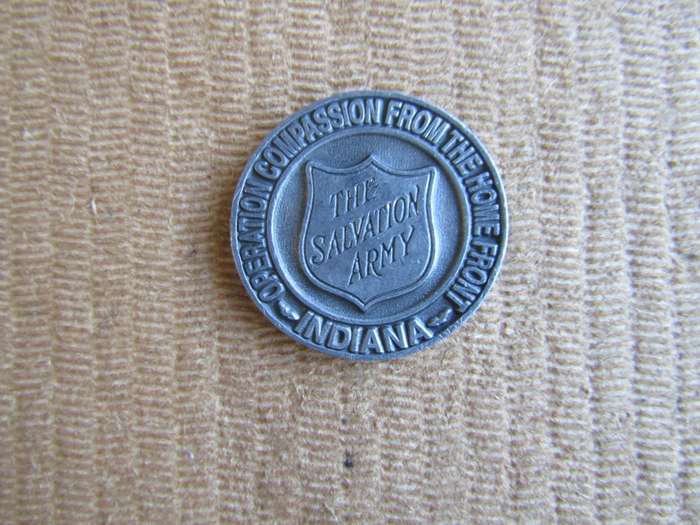 OPERATION COMPASSION FROM THE HOME FRONT
THE
SALVATION
ARMY
INDIANA